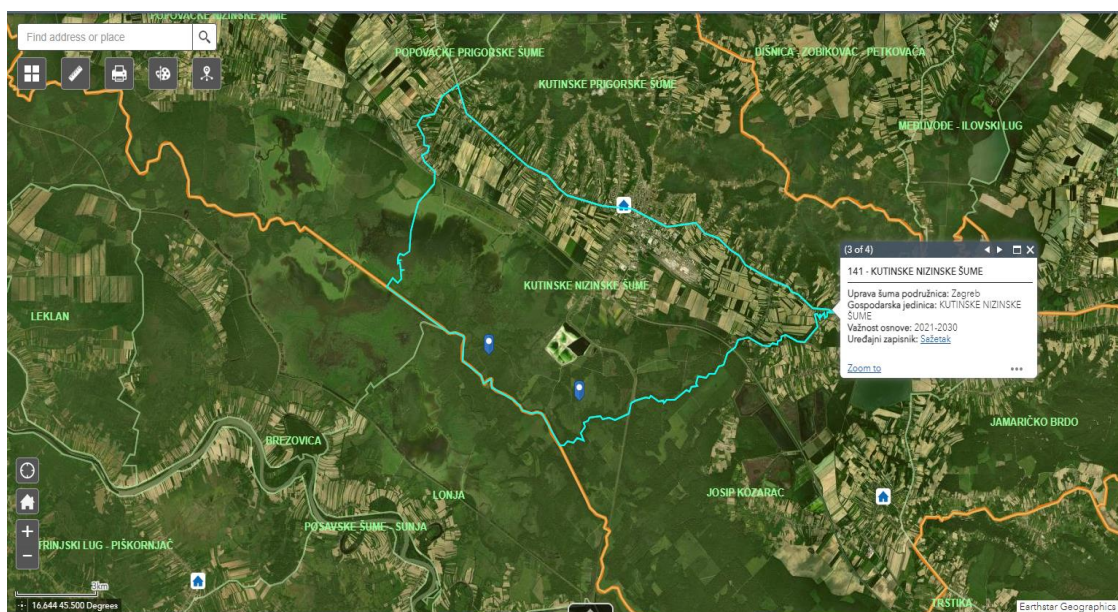 POPOVAČKE NIZINSKE ŠUME
Find address or place
POPOVAČKE PRIGORSKE ŠUME
DIŠNICA - ZOBIKOVAC - PETKOVAČA
KUTINSKE PRIGORSKE ŠUME
MEĐUVOĐE - ILOVSKI LUG
(3 of 4)
141 - KUTINSKE NIZINSKE ŠUME
Uprava šuma podružnica: Zagreb
Gospodarska jedinica: KUTINSKE NIZINSKE
ŠUME
Važnost osnove: 2021-2030
Uređajni zapisnik: Sažetak
Zoom to
KUTINSKE NIZINSKE ŠUME
LEKLAN
JAMARIČKO BRDO
BREZOVICA
JOSIP KOZARAC
LONJA
POSAVSKE ŠUME - SUNJA
TRINJSKI LUG - PIŠKORNJAČ
3km
16.644 45.500 Degrees
TRSTIKA
Earthstar Geographics